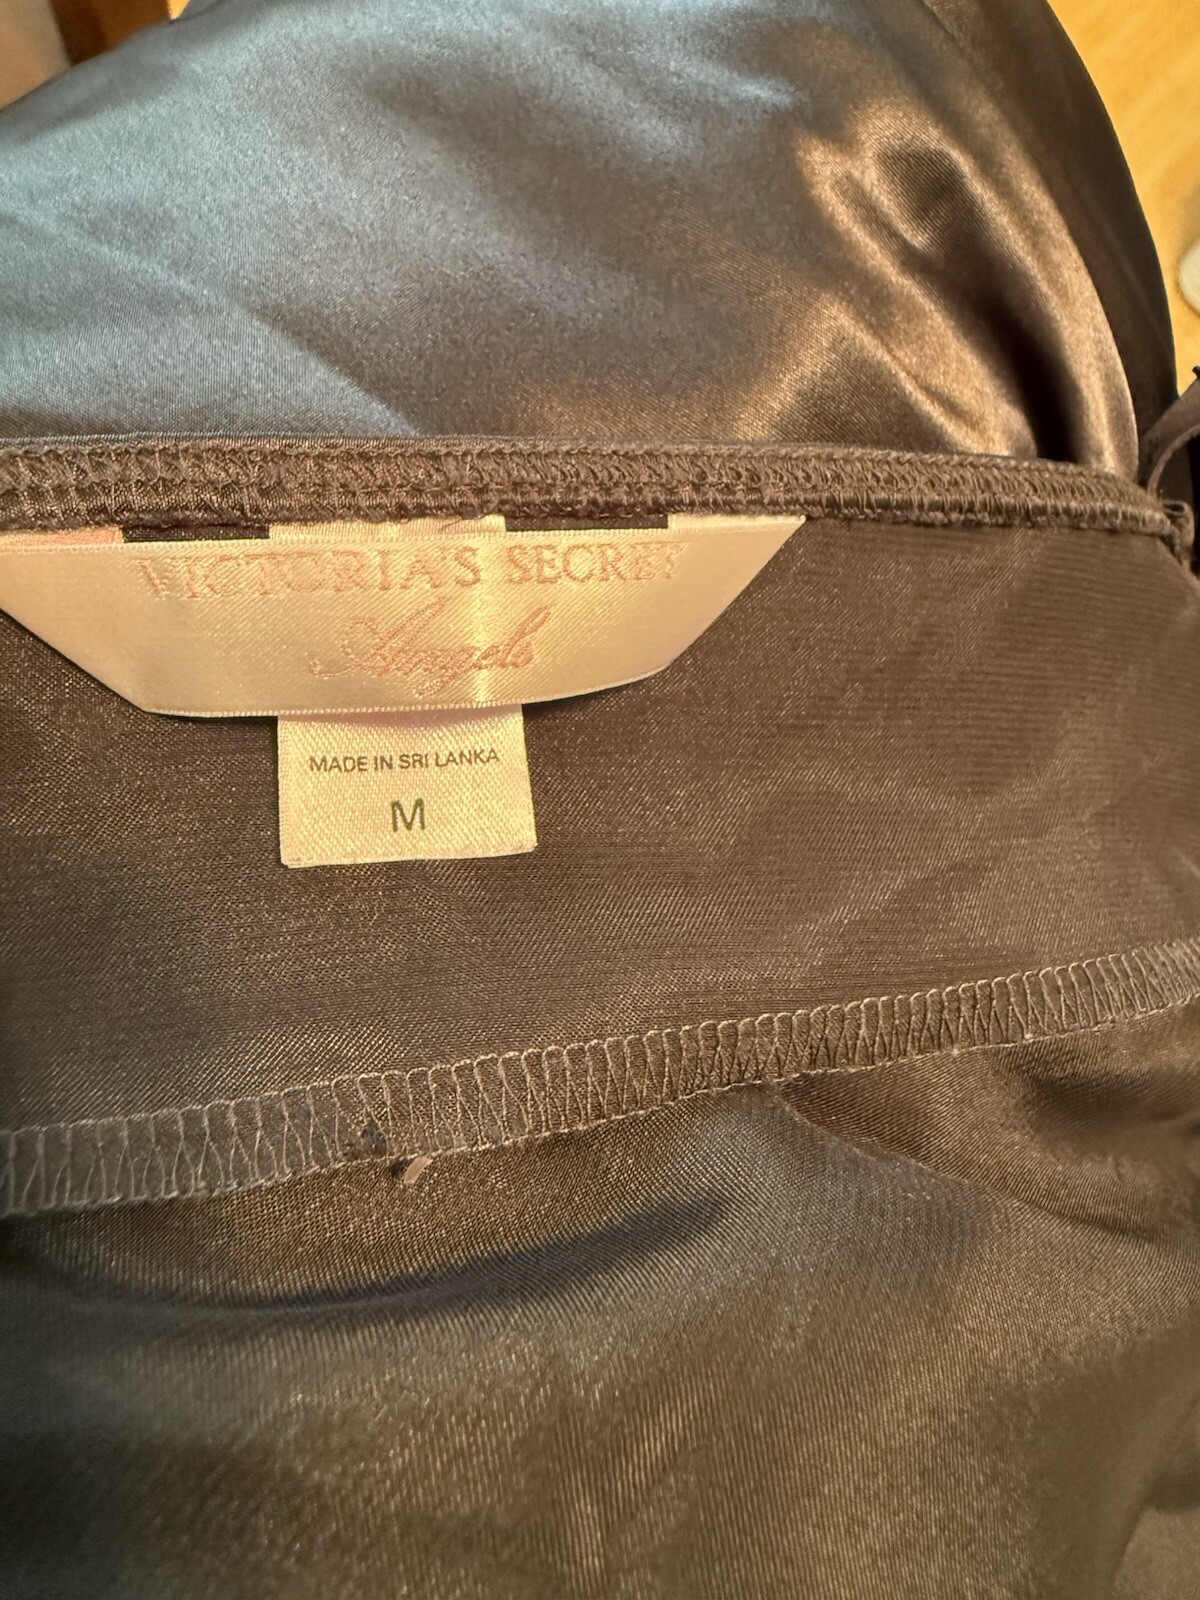 VICTORIA'S SECRET
Angels
MADE IN SRI LANKA
M